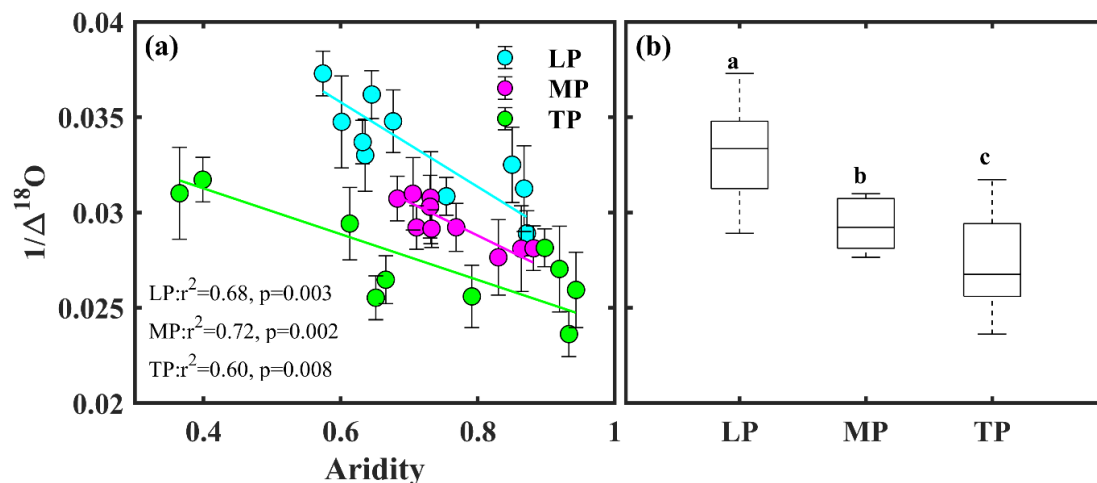 (a)
LP
MP
TP
LP:r²=0.68, p=0.003
MP:r²=0.72, p=0.002
TP:r²=0.60, p=0.008
0.04
0.035
0.03
0.025
0.02
1/Δ¹⁸O
0.4 0.6 0.8 1
Aridity
(b)
a
b
c
LP MP TP